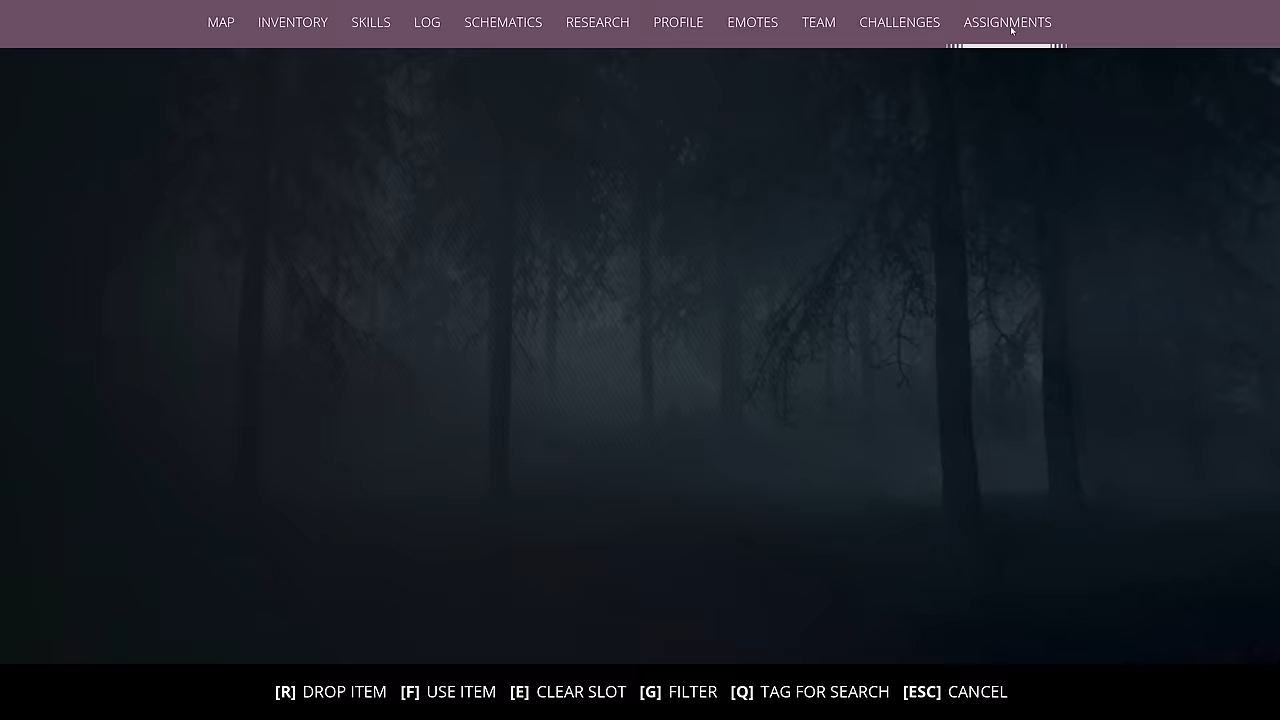 MAP INVENTORY SKILLS LOG SCHEMATICS RESEARCH PROFILE EMOTES TEAM CHALLENGES ASSIGNMENTS
[R] DROP ITEM [F] USE ITEM [E] CLEAR SLOT [G] FILTER [Q] TAG FOR SEARCH [ESC] CANCEL